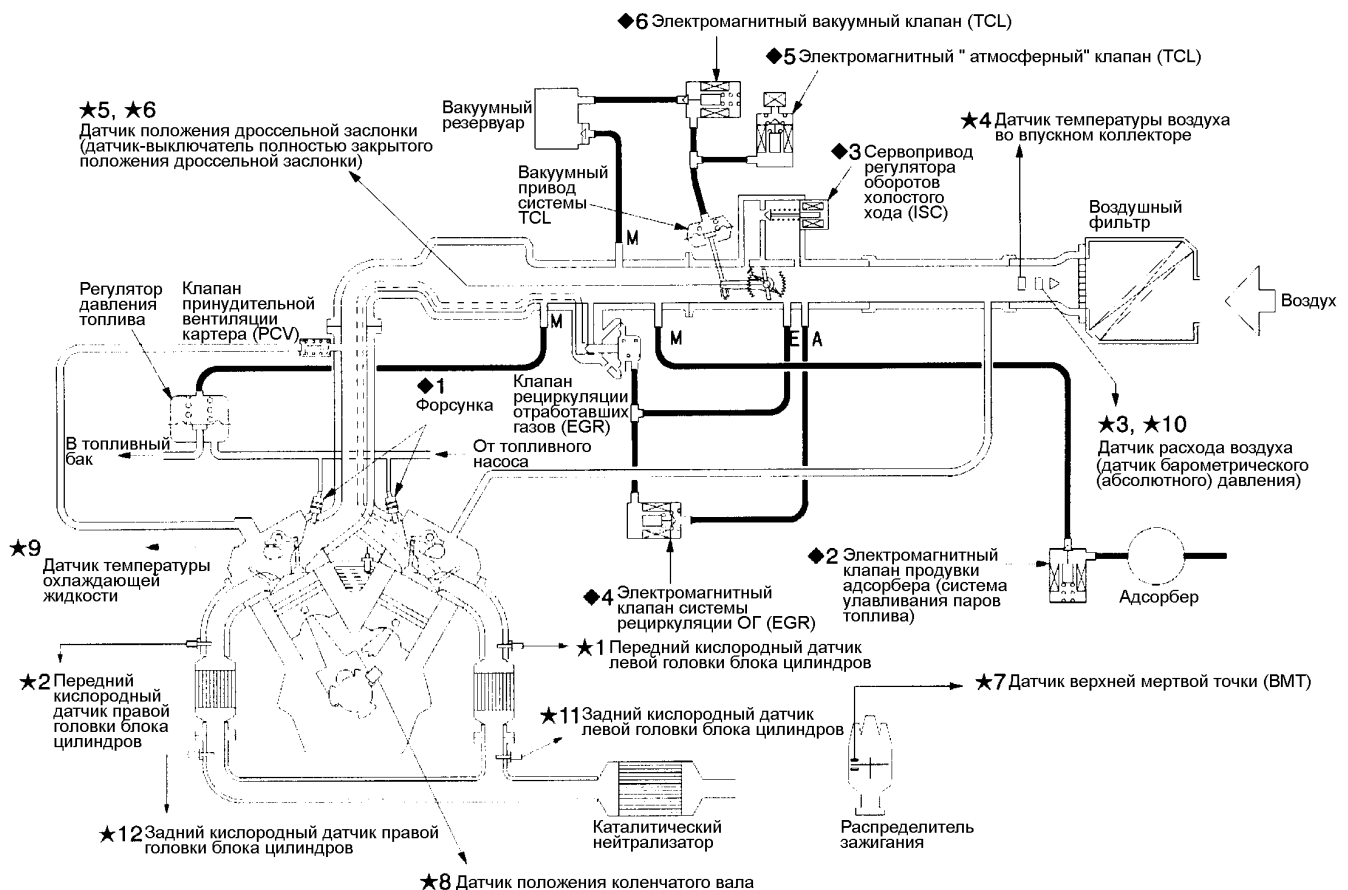 ◆6 Электромагнитный вакуумный клапан (TCL)
◆5 Электромагнитный " атмосферный" клапан (TCL)
★5, ★6
Датчик положения дроссельной заслонки
(датчик-выключатель полностью закрытого
положения дроссельной заслонки)
Вакуумный
резервуар
★4 Датчик температуры воздуха
во впускном коллекторе
◆3 Сервопривод
регулятора
оборотов
холостого
хода (ISC)
Вакуумный
привод
системы
TCL
Воздушный
фильтр
M
Воздух
Регулятор
давления
топлива
Клапан
принудительной
вентиляции
картера (PCV)
M
M
E
A
◆1
Форсунка
Клапан
рециркуляции
отработавших
газов (EGR)
★3, ★10
Датчик расхода воздуха
(датчик барометрического
(абсолютного) давления)
В топливный
бак
От топливного
насоса
★9
Датчик температуры
охлаждающей
жидкости
◆2 Электромагнитный
клапан продувки
адсорбера (система
улавливания паров
топлива)
Адсорбер
◆4 Электромагнитный
клапан системы
рециркуляции ОГ (EGR)
★1 Передний кислородный датчик
левой головки блока цилиндров
★2 Передний
кислородный
датчик правой
головки блока
цилиндров
★7 Датчик верхней мертвой точки (ВМТ)
★11 Задний кислородный датчик
левой головки блока цилиндров
★12 Задний кислородный датчик правой
головки блока цилиндров
Каталитический
нейтрализатор
Распределитель
зажигания
★8 Датчик положения коленчатого вала